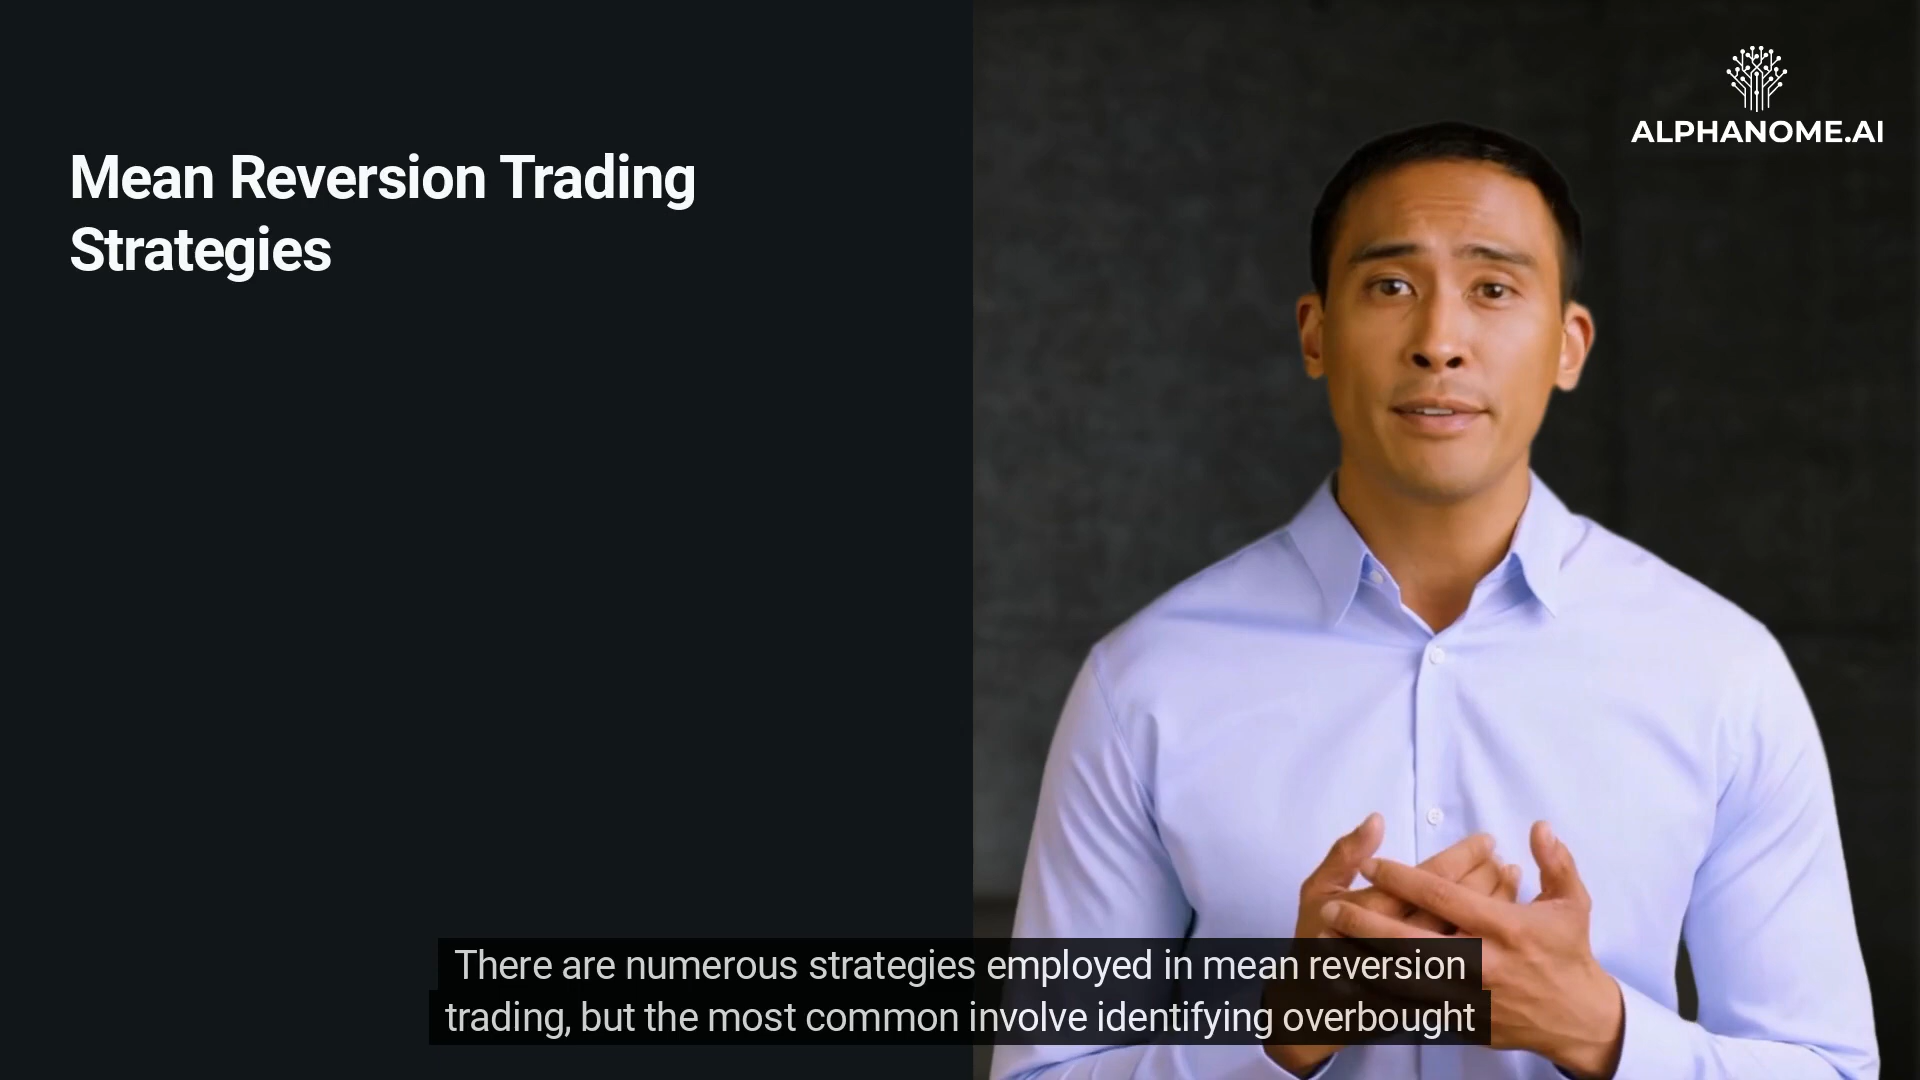 ALPHANOME.AI
Mean Reversion Trading
Strategies
There are numerous strategies employed in mean reversion
trading, but the most common involve identifying overbought